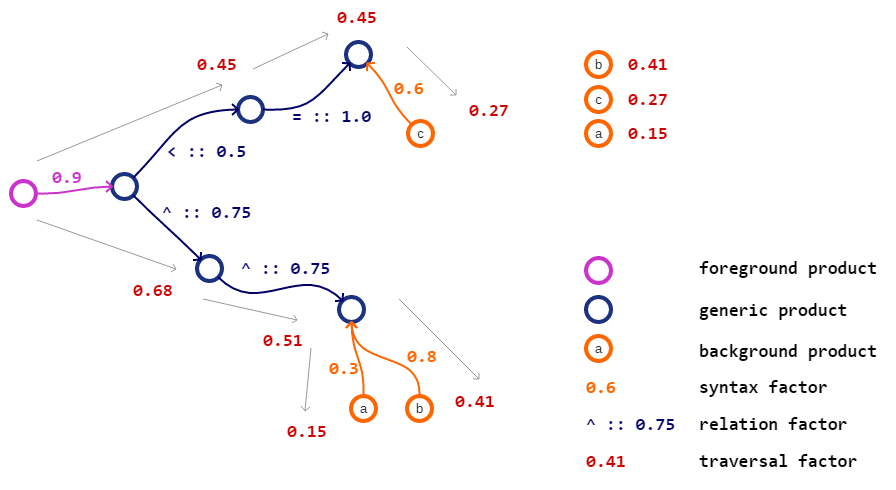 0.45
0.45
0.6
0.27
= :: 1.0
c
< :: 0.5
0.9
^ :: 0.75
^ :: 0.75
0.68
0.51
0.3
0.8
a
b
0.41
0.15
b 0.41
c 0.27
a 0.15
foreground product
generic product
a background product
0.6 syntax factor
^ :: 0.75 relation factor
0.41 traversal factor